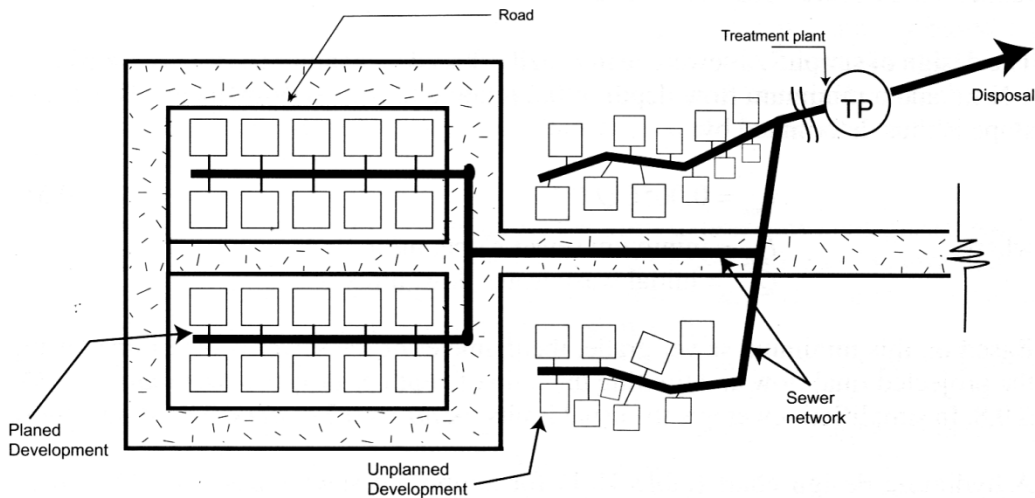 Road
Treatment plant
TP
Disposal
Sewer
network
Planed
Development
Unplanned
Development